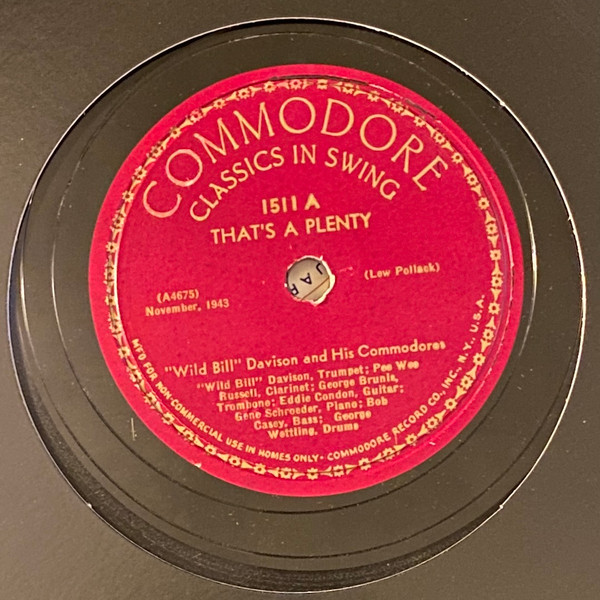 COMMODORE
CLASSICS IN SWING
1511 A
THAT'S A PLENTY
(Lew Pollack)
(A4675)
November, 1943
"Wild Bill" Davison and His Commodores
"Wild Bill" Davison, Trumpet; Pee Wee
Russell, Clarinet; George Brunis,
Trombone; Eddie Condon, Guitar;
Gene Schroeder, Piano; Bob
Casey, Bass; George
Wettling, Drums
MF'D FOR NON-COMMERCIAL USE IN HOMES ONLY • COMMODORE RECORD CO., INC., N.Y. U.S.A.